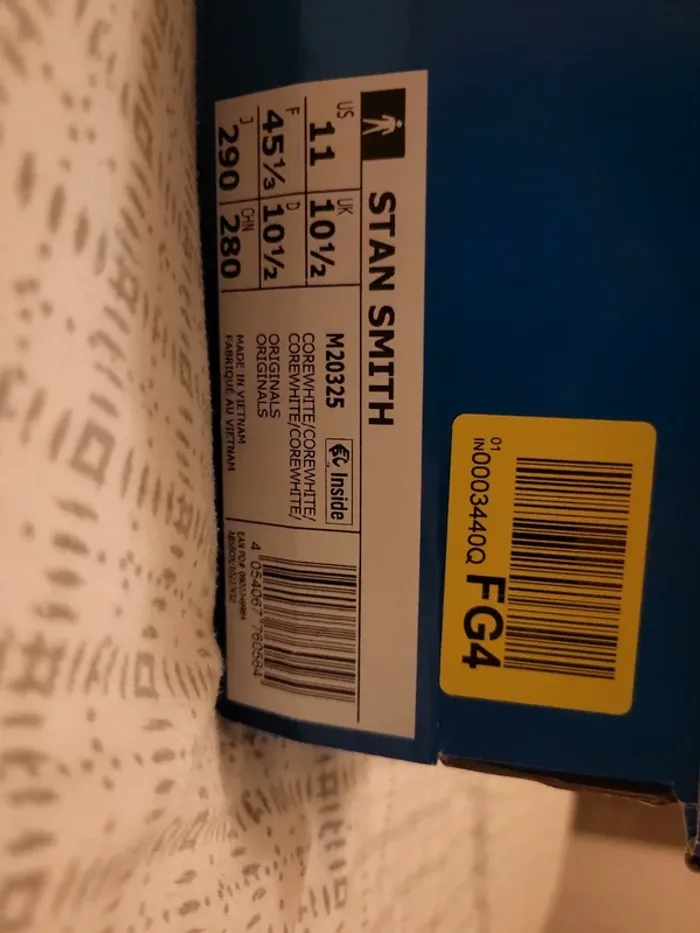 STAN SMITH
US 11 UK 10½
F 45⅓ D 10½
J 290 CHN 280
M20325 Inside
COREWHITE/COREWHITE/
COREWHITE/COREWHITE/
ORIGINALS
ORIGINALS
MADE IN VIETNAM
FABRIQUÉ AU VIETNAM
4 054067 760564
01
IN0003440Q FG4